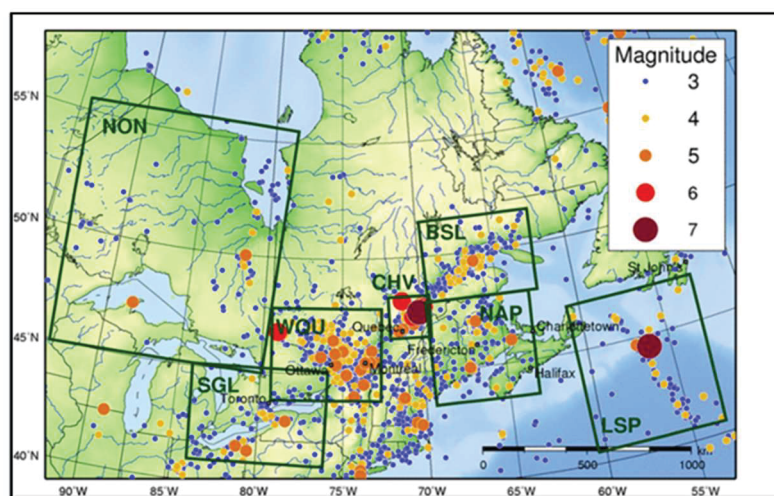 Magnitude
3
4
5
6
7
55°N
50°N
45°N
40°N
NON
BSL
CHV
WQU
Quebec
NAP
Charlottetown
Fredericton
St John's
Ottawa
Montreal
Halifax
SGL
Toronto
LSP
0 500 1000
km
90°W 85°W 80°W 75°W 70°W 65°W 60°W 55°W